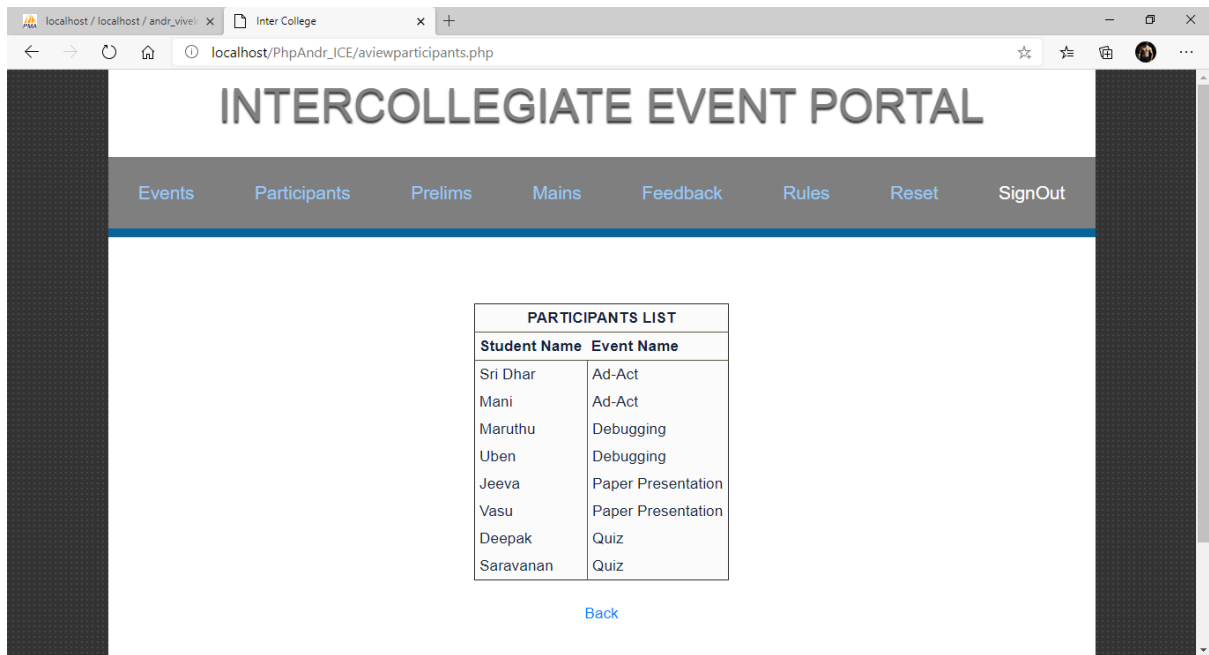 localhost / localhost / andr_vivek
Inter College
localhost/PhpAndr_ICE/aviewparticipants.php
INTERCOLLEGIATE EVENT PORTAL
Events Participants Prelims Mains Feedback Rules Reset SignOut
PARTICIPANTS LIST
Student Name Event Name
Sri Dhar Ad-Act
Mani Ad-Act
Maruthu Debugging
Uben Debugging
Jeeva Paper Presentation
Vasu Paper Presentation
Deepak Quiz
Saravanan Quiz
Back